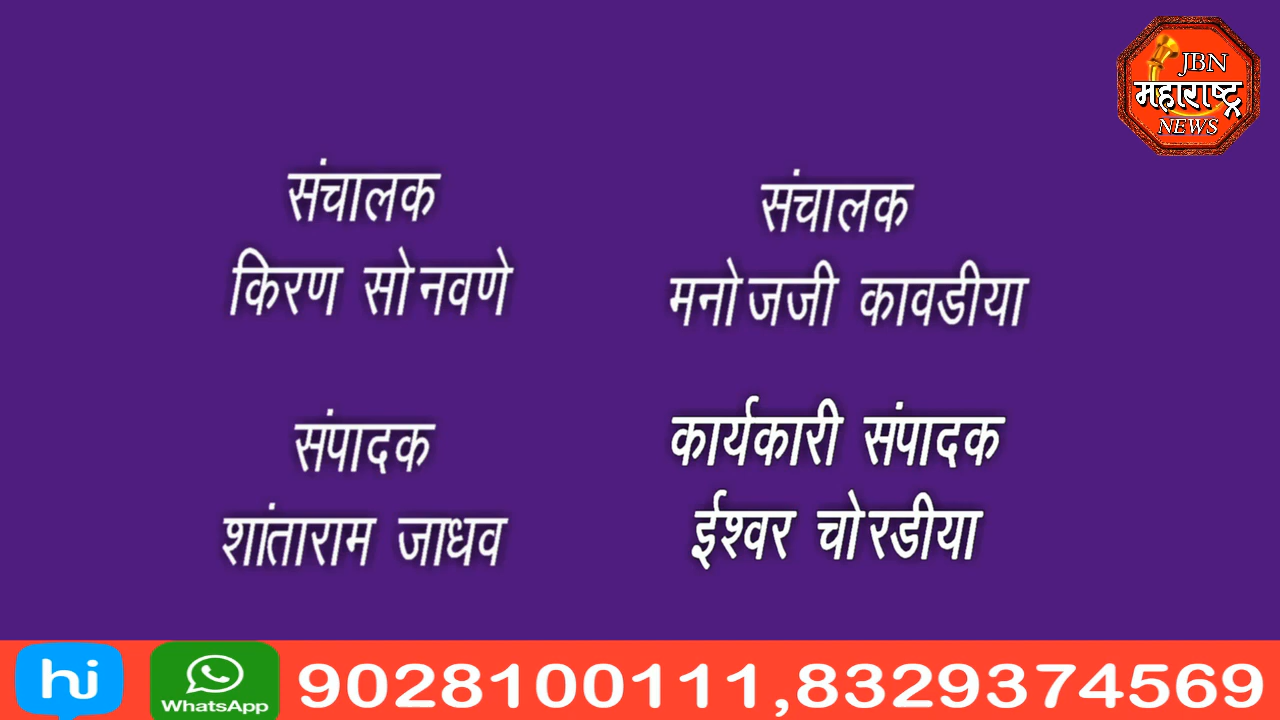 JBN
महाराष्ट्र
NEWS
संचालक
किरण सोनवणे
संचालक
मनोजजी कावडीया
संपादक
शांताराम जाधव
कार्यकारी संपादक
ईश्वर चोरडीया
hi
WhatsApp
9028100111,8329374569